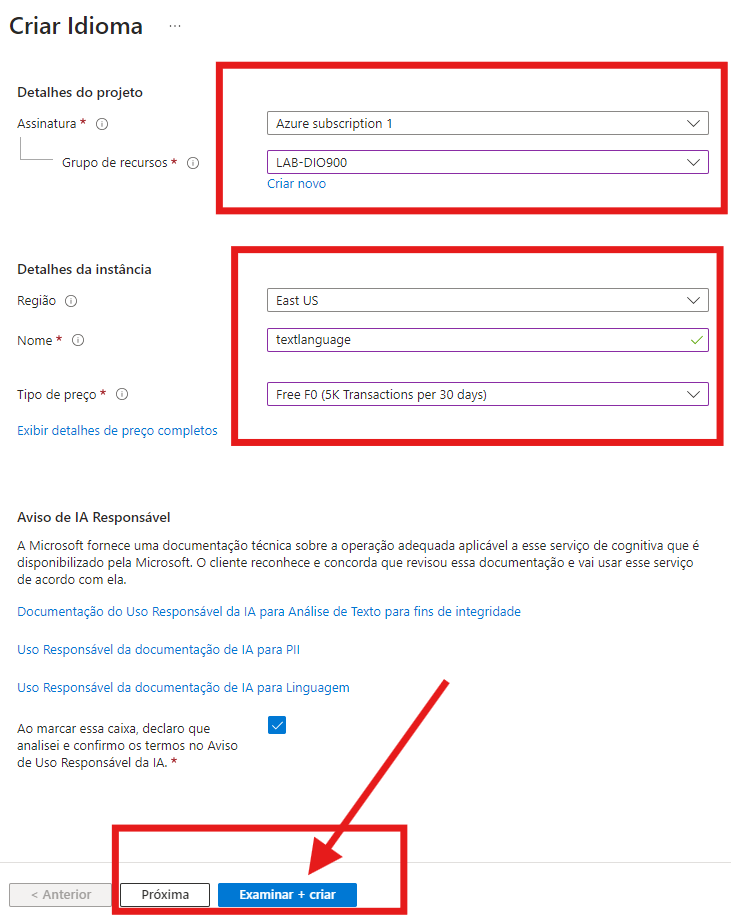 Criar Idioma ...
Detalhes do projeto
Assinatura *
Azure subscription 1
Grupo de recursos *
LAB-DIO900
Criar novo
Detalhes da instância
Região
East US
Nome *
textlanguage
Tipo de preço *
Free F0 (5K Transactions per 30 days)
Exibir detalhes de preço completos
Aviso de IA Responsável
A Microsoft fornece uma documentação técnica sobre a operação adequada aplicável a esse serviço de cognitiva que é
disponibilizado pela Microsoft. O cliente reconhece e concorda que revisou essa documentação e vai usar esse serviço
de acordo com ela.
Documentação do Uso Responsável da IA para Análise de Texto para fins de integridade
Uso Responsável da documentação de IA para PII
Uso Responsável da documentação de IA para Linguagem
Ao marcar essa caixa, declaro que
analisei e confirmo os termos no Aviso
de Uso Responsável da IA. *
< Anterior
Próxima
Examinar + criar